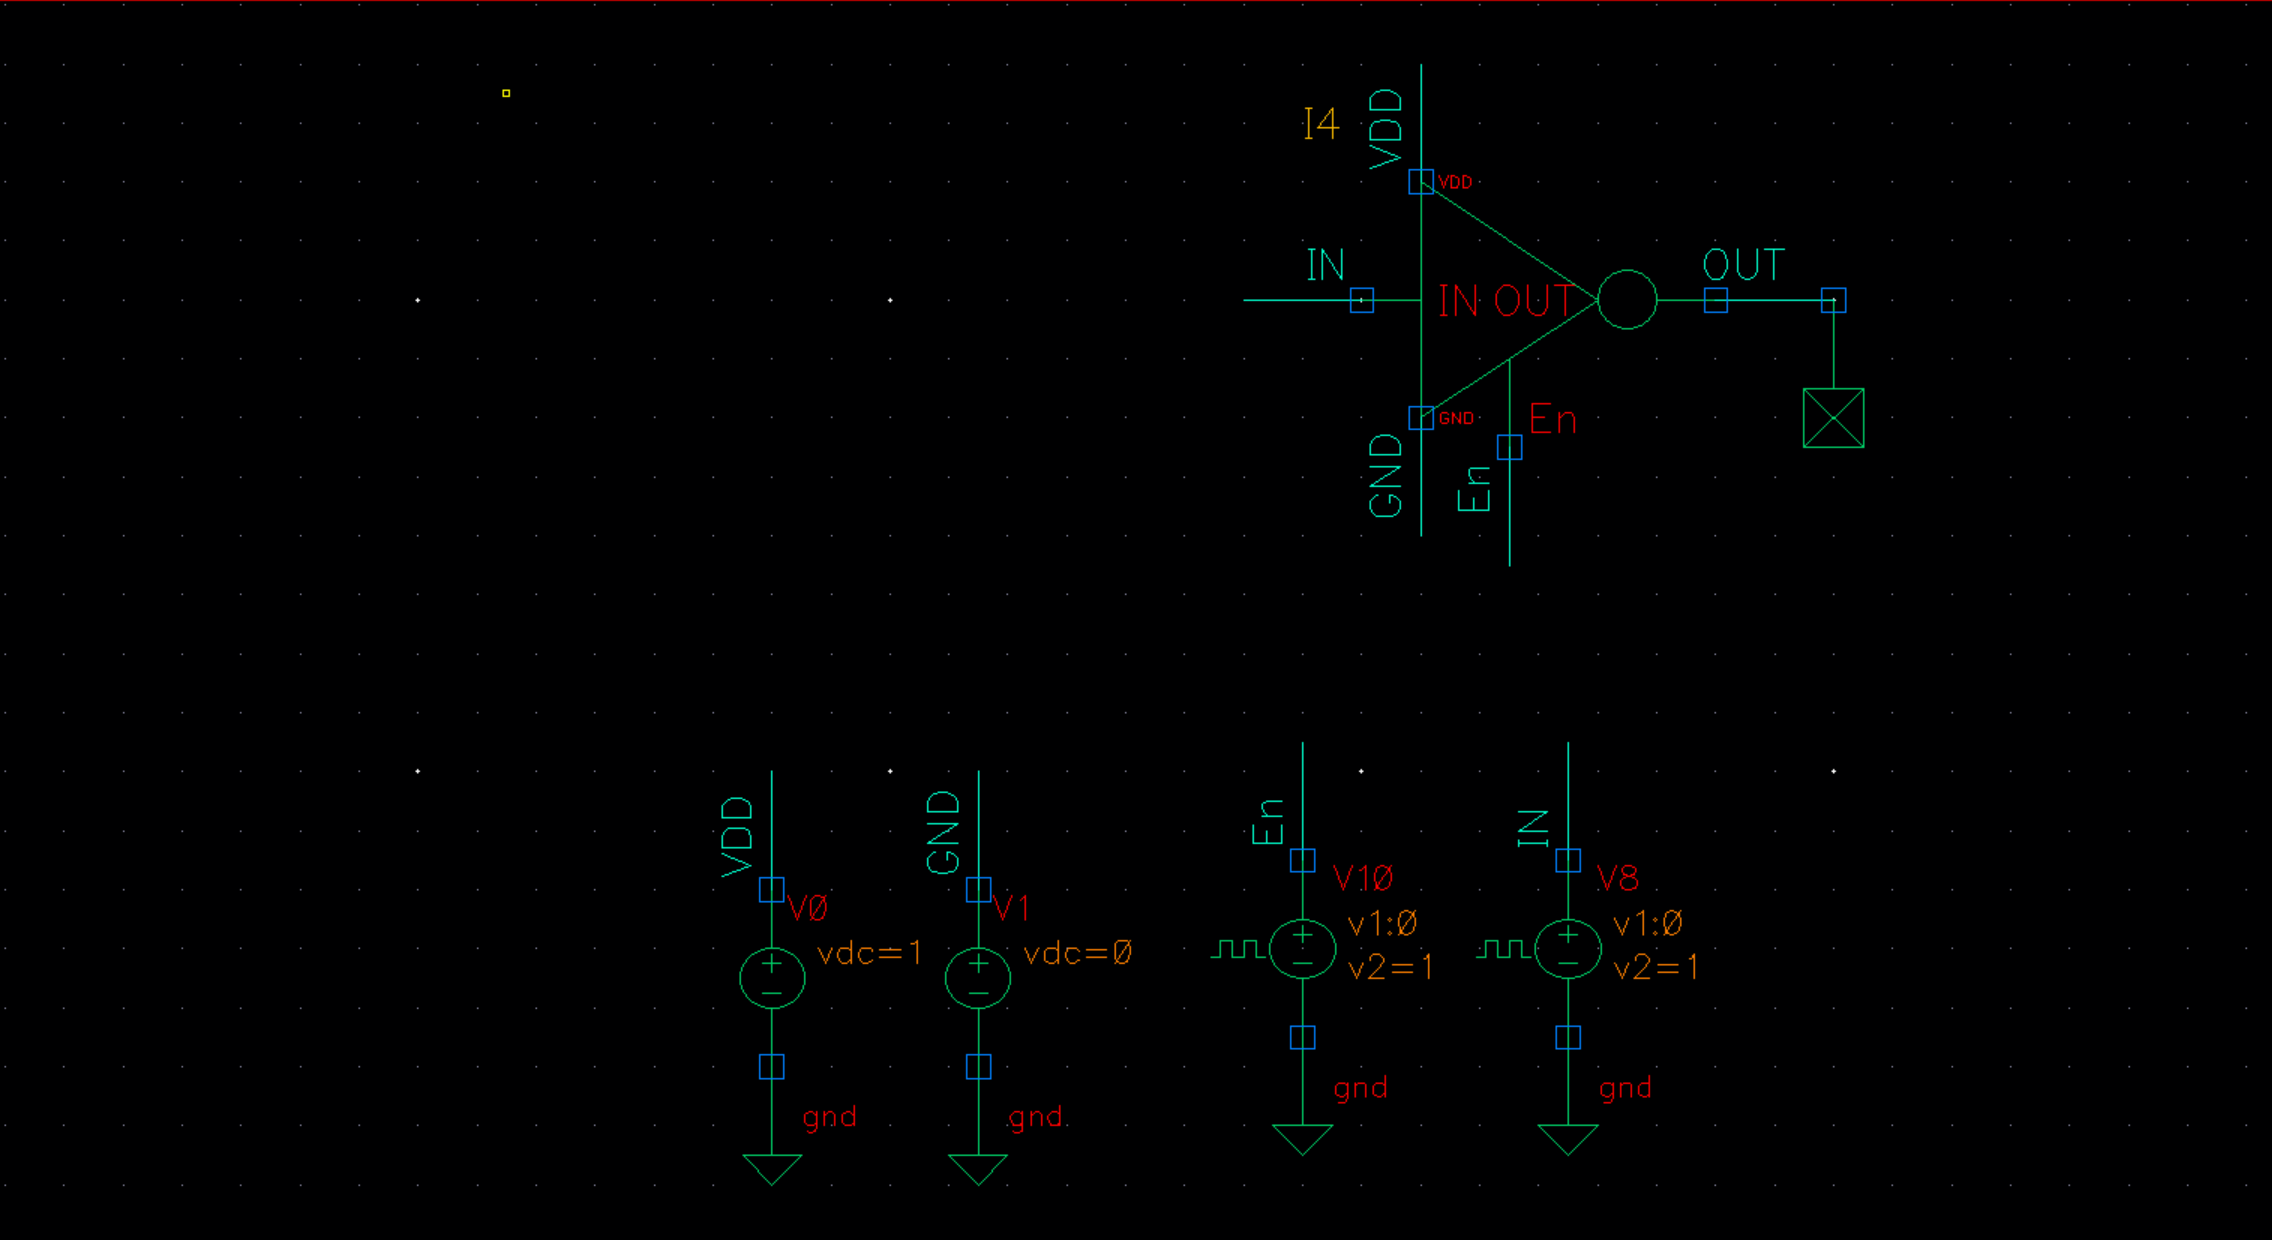 I4
VDD
VDD
IN
IN OUT
OUT
GND
GND
En
En
VDD
GND
En
IN
V0
V1
V10
V8
vdc=1
vdc=0
v1:0
v2=1
v1:0
v2=1
gnd
gnd
gnd
gnd